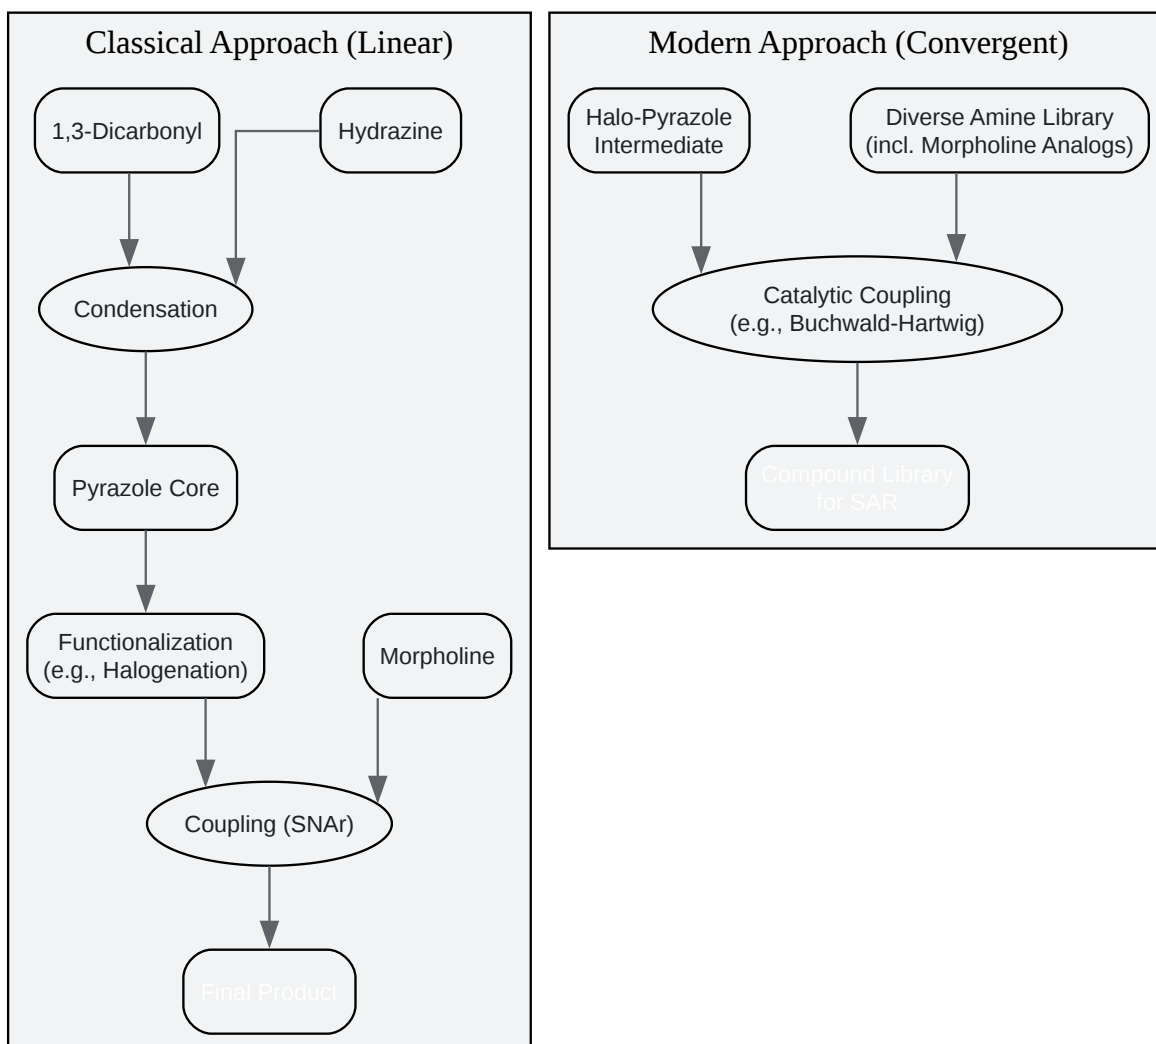 Classical Approach (Linear)
1,3-Dicarbonyl
Hydrazine
Condensation
Pyrazole Core
Functionalization
(e.g., Halogenation)
Morpholine
Coupling (SNAr)
Final Product
Modern Approach (Convergent)
Halo-Pyrazole
Intermediate
Diverse Amine Library
(incl. Morpholine Analogs)
Catalytic Coupling
(e.g., Buchwald-Hartwig)
Compound Library
for SAR